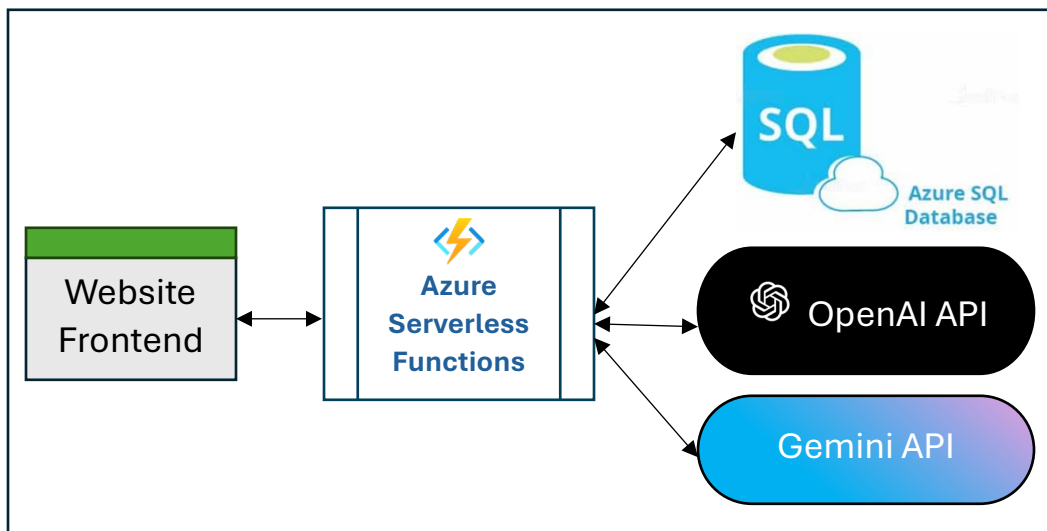 SQL
Azure SQL
Database
Website
Frontend
Azure
Serverless
Functions
OpenAI API
Gemini API